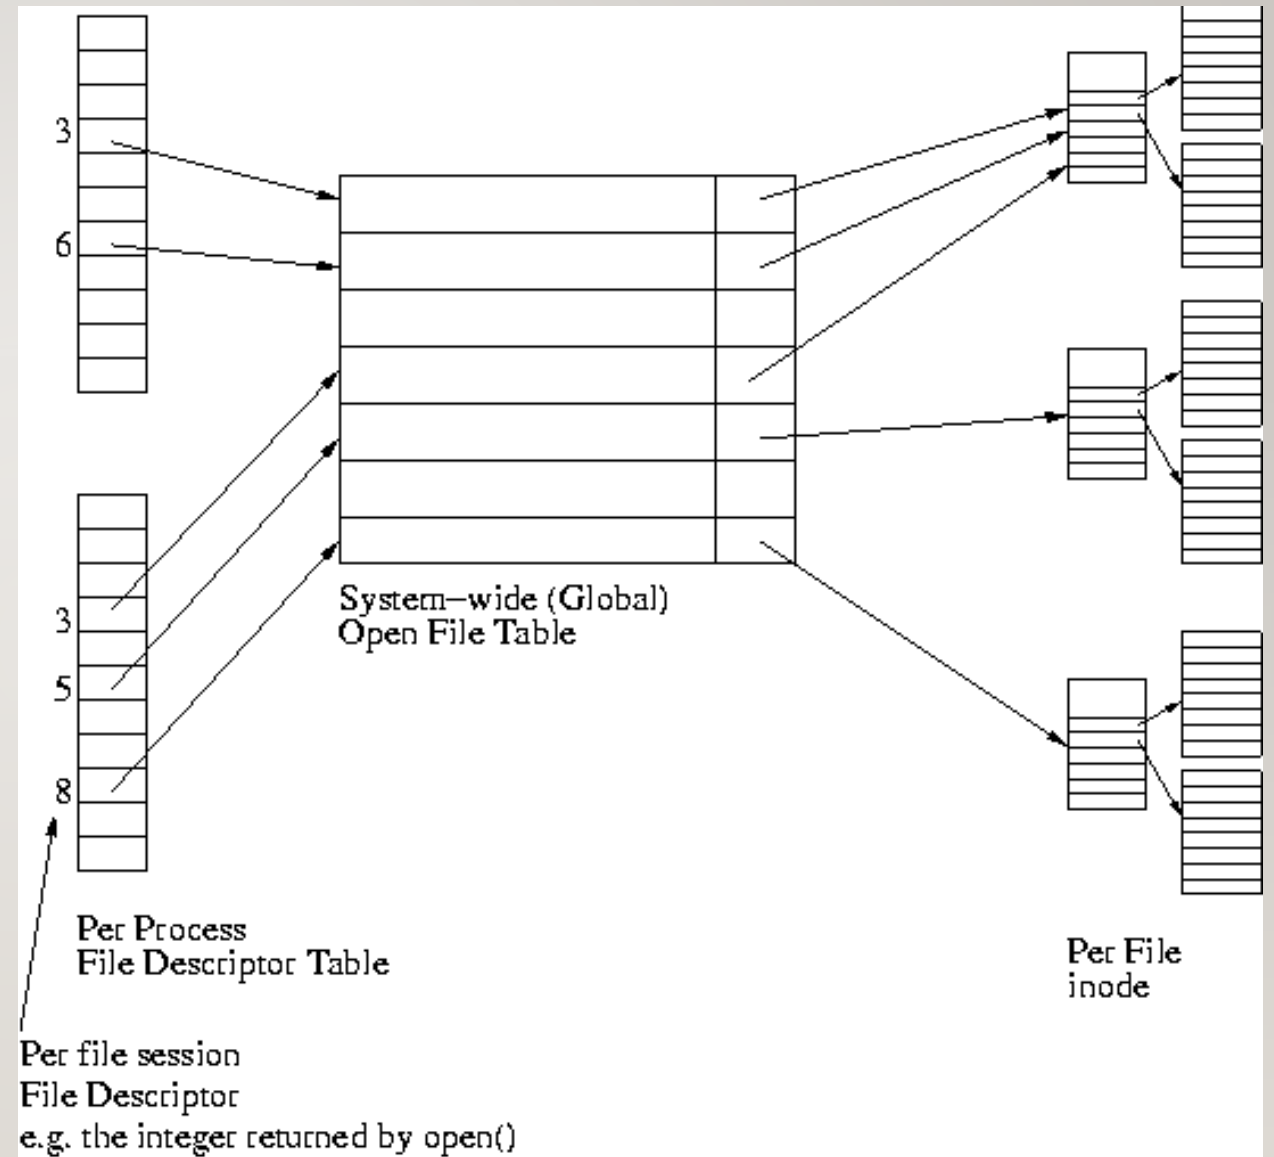 3
6
3
5
8
System-wide (Global)
Open File Table
Per Process
File Descriptor Table
Per File
inode
Per file session
File Descriptor
e.g. the integer returned by open()